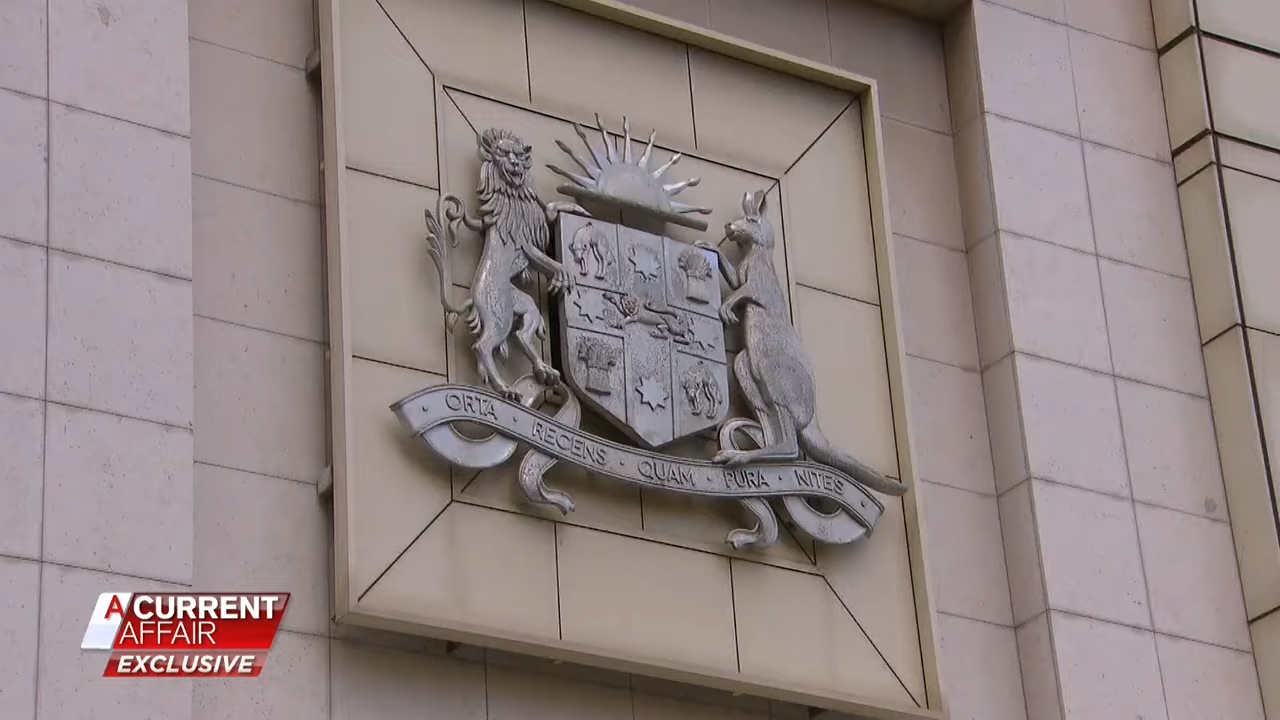 · ORTA · RECENS · QUAM · PURA · NITES ·
A CURRENT
AFFAIR
EXCLUSIVE